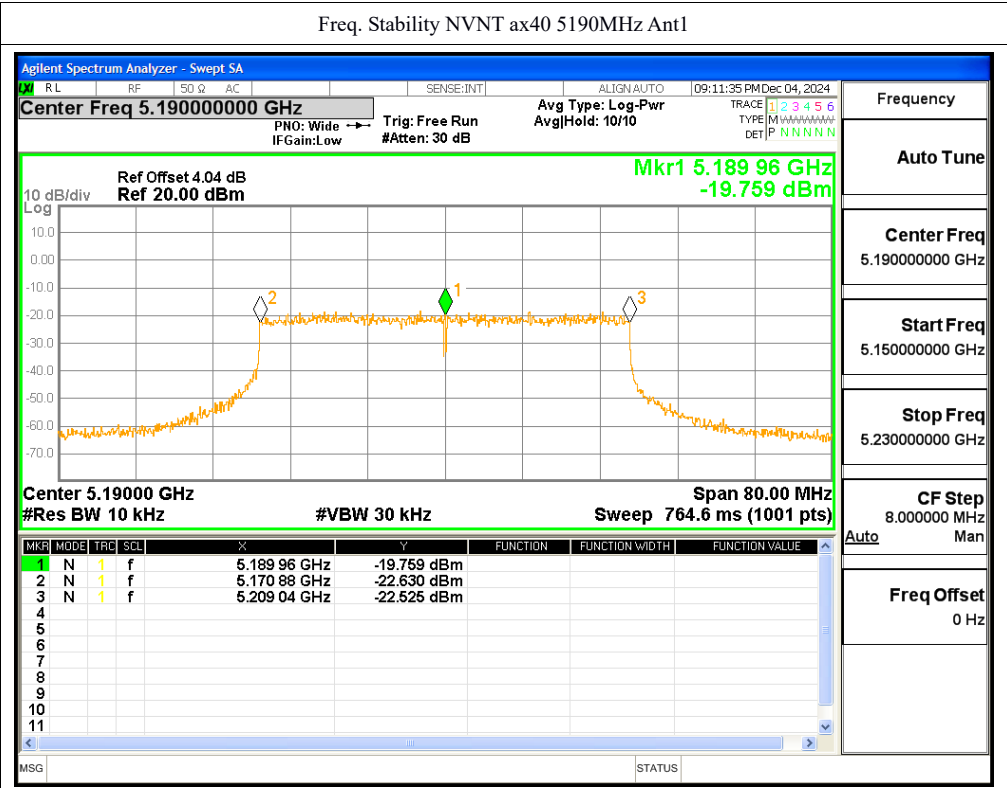 Freq. Stability NVNT ax40 5190MHz Ant1
Agilent Spectrum Analyzer - Swept SA
LXI RL RF 50 Ω AC SENSE:INT ALIGN AUTO 09:11:35 PM Dec 04, 2024
Center Freq 5.190000000 GHz
PNO: Wide
IFGain:Low
Trig: Free Run
#Atten: 30 dB
Avg Type: Log-Pwr
Avg|Hold: 10/10
TRACE 1 2 3 4 5 6
TYPE M WWWWW
DET P N N N N N
Mkr1 5.189 96 GHz
-19.759 dBm
Ref Offset 4.04 dB
10 dB/div Ref 20.00 dBm
Log
10.0
0.00
-10.0
-20.0
-30.0
-40.0
-50.0
-60.0
-70.0
2
1
3
Center 5.19000 GHz Span 80.00 MHz
#Res BW 10 kHz #VBW 30 kHz Sweep 764.6 ms (1001 pts)
MKR MODE TRC SCL X Y FUNCTION FUNCTION WIDTH FUNCTION VALUE
1 N 1 f 5.189 96 GHz -19.759 dBm
2 N 1 f 5.170 88 GHz -22.630 dBm
3 N 1 f 5.209 04 GHz -22.525 dBm
4
5
6
7
8
9
10
11
MSG STATUS
Frequency
Auto Tune
Center Freq
5.190000000 GHz
Start Freq
5.150000000 GHz
Stop Freq
5.230000000 GHz
CF Step
8.000000 MHz
Auto Man
Freq Offset
0 Hz